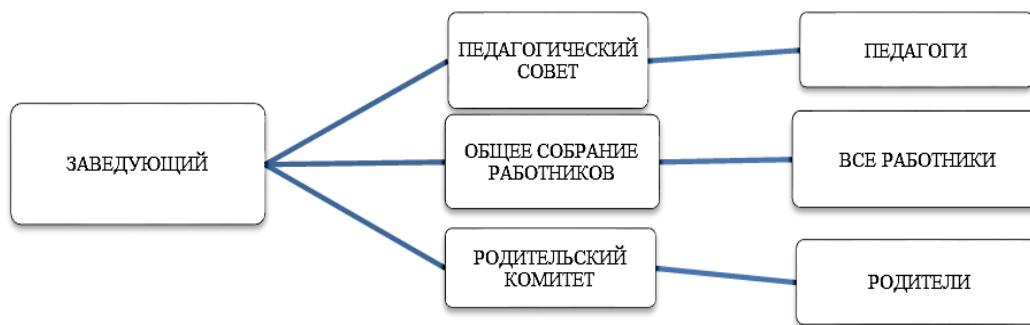 ЗАВЕДУЮЩИЙ
ПЕДАГОГИЧЕСКИЙ
СОВЕТ
ПЕДАГОГИ
ОБЩЕЕ СОБРАНИЕ
РАБОТНИКОВ
ВСЕ РАБОТНИКИ
РОДИТЕЛЬСКИЙ
КОМИТЕТ
РОДИТЕЛИ